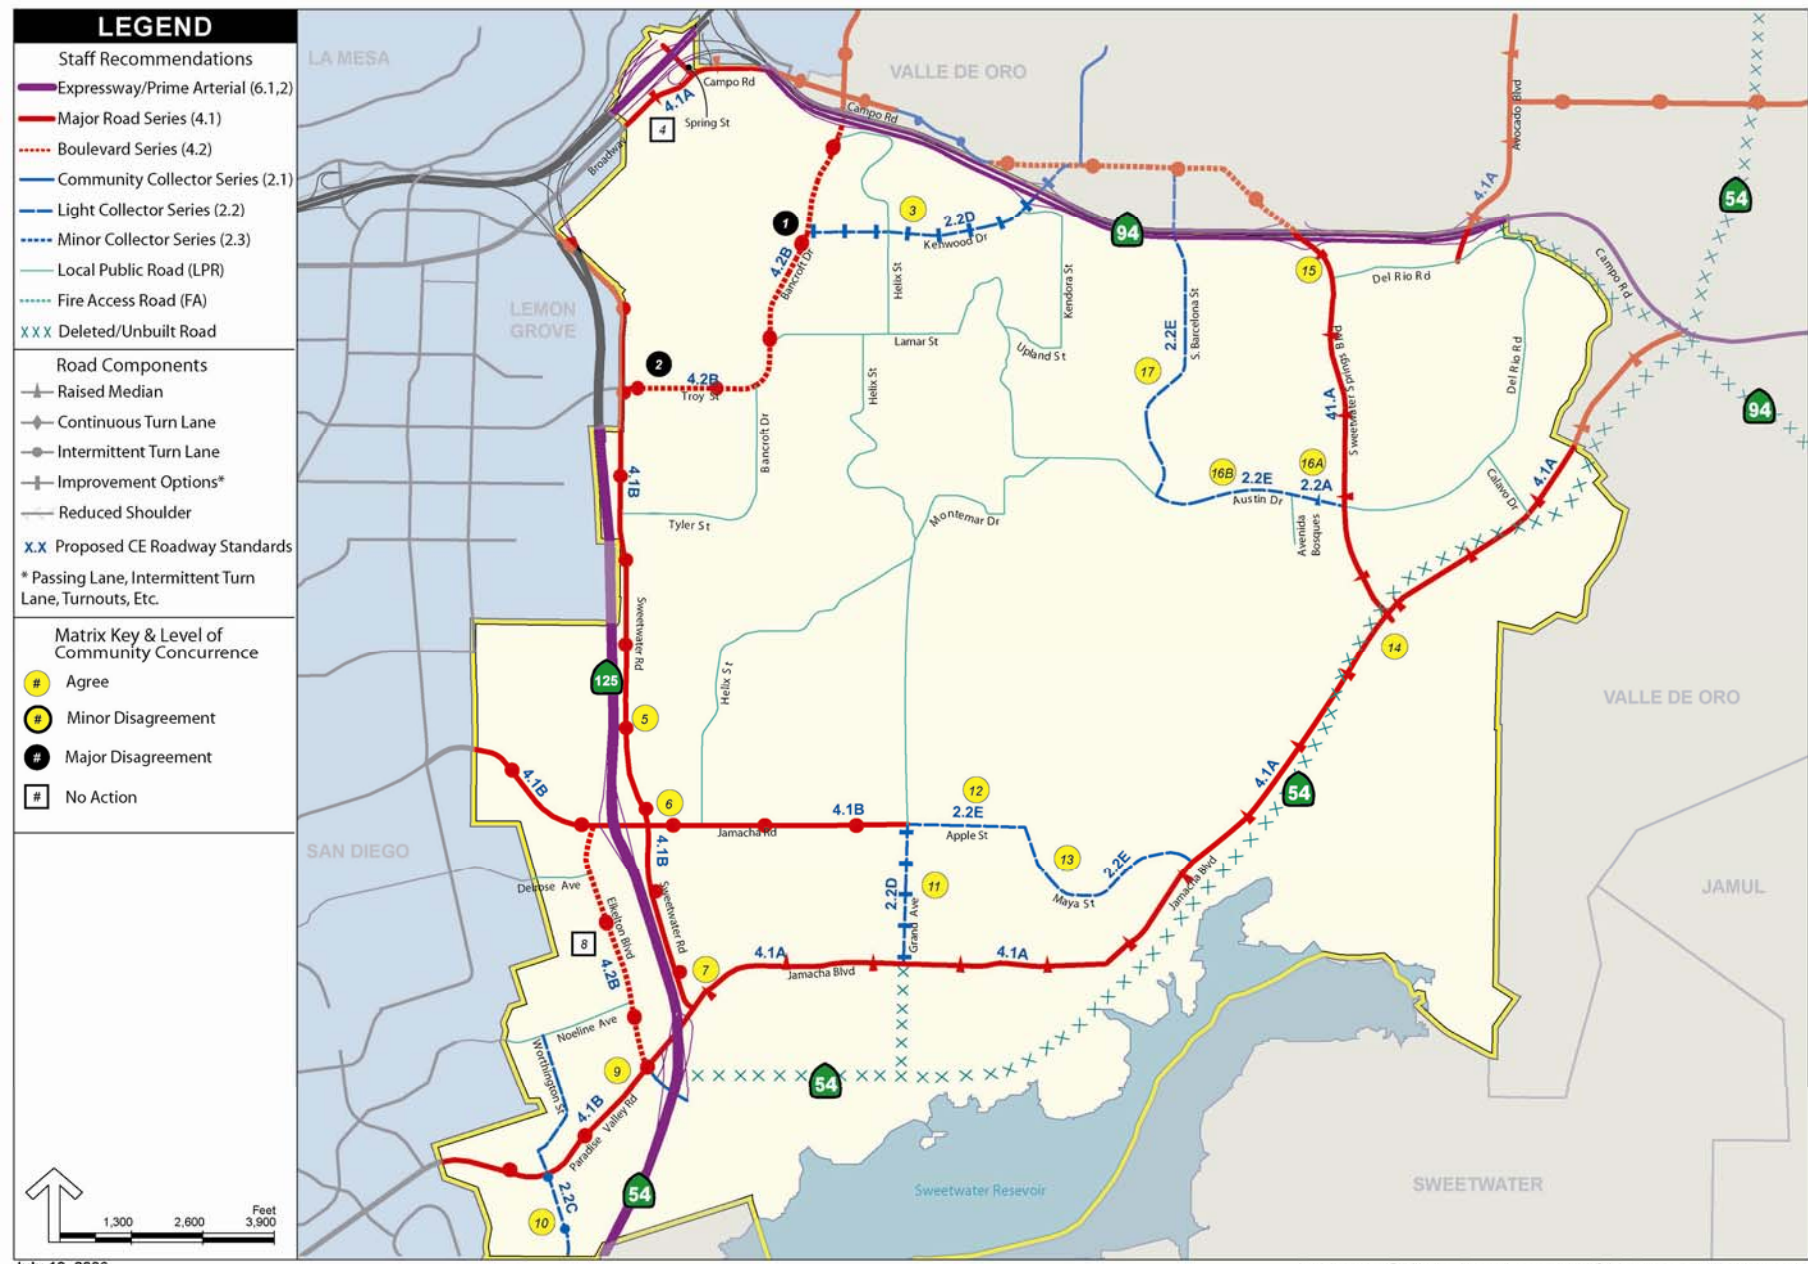 LEGEND
Staff Recommendations
Expressway/Prime Arterial (6.1,2)
Major Road Series (4.1)
Boulevard Series (4.2)
Community Collector Series (2.1)
Light Collector Series (2.2)
Minor Collector Series (2.3)
Local Public Road (LPR)
Fire Access Road (FA)
xxx Deleted/Unbuilt Road
Road Components
Raised Median
Continuous Turn Lane
Intermittent Turn Lane
Improvement Options*
Reduced Shoulder
X.X Proposed CE Roadway Standards
* Passing Lane, Intermittent Turn
Lane, Turnouts, Etc.
Matrix Key & Level of
Community Concurrence
# Agree
# Minor Disagreement
# Major Disagreement
# No Action
Feet
1,300 2,600 3,900
LA MESA
VALLE DE ORO
Campo Rd
4.1A
Spring St
4
Broadway
Campo Rd
Avocado Blvd
4.1A
54
LEMON
GROVE
1
3
2.2D
Kenwood Dr
94
4.2B
Bancroft Dr
Helix St
Kendora St
S. Barcelona St
2.2E
15
Del Rio Rd
Campo Rd
Lamar St
Upland St
2
4.2B
Troy St
Helix St
17
Sweetwater Springs Blvd
41.A
Del Rio Rd
94
Bancroft Dr
4.1B
Tyler St
Montemar Dr
16B
2.2E
16A
2.2A
Austin Dr
Avenida
Bosques
Calavo Dr
4.1A
Sweetwater Rd
125
Helix St
14
VALLE DE ORO
5
4.1B
6
4.1B
Jamacha Rd
12
2.2E
Apple St
4.1A
54
SAN DIEGO
4.1B
13
2.2E
Maya St
Jamacha Blvd
JAMUL
Delrose Ave
Elkelton Blvd
Sweetwater Rd
2.2D
11
Grand Ave
8
4.2B
7
4.1A
Jamacha Blvd
4.1A
Noeline Ave
Worthington St
9
54
4.1B
Paradise Valley Rd
54
2.2C
10
Sweetwater Resevoir
SWEETWATER